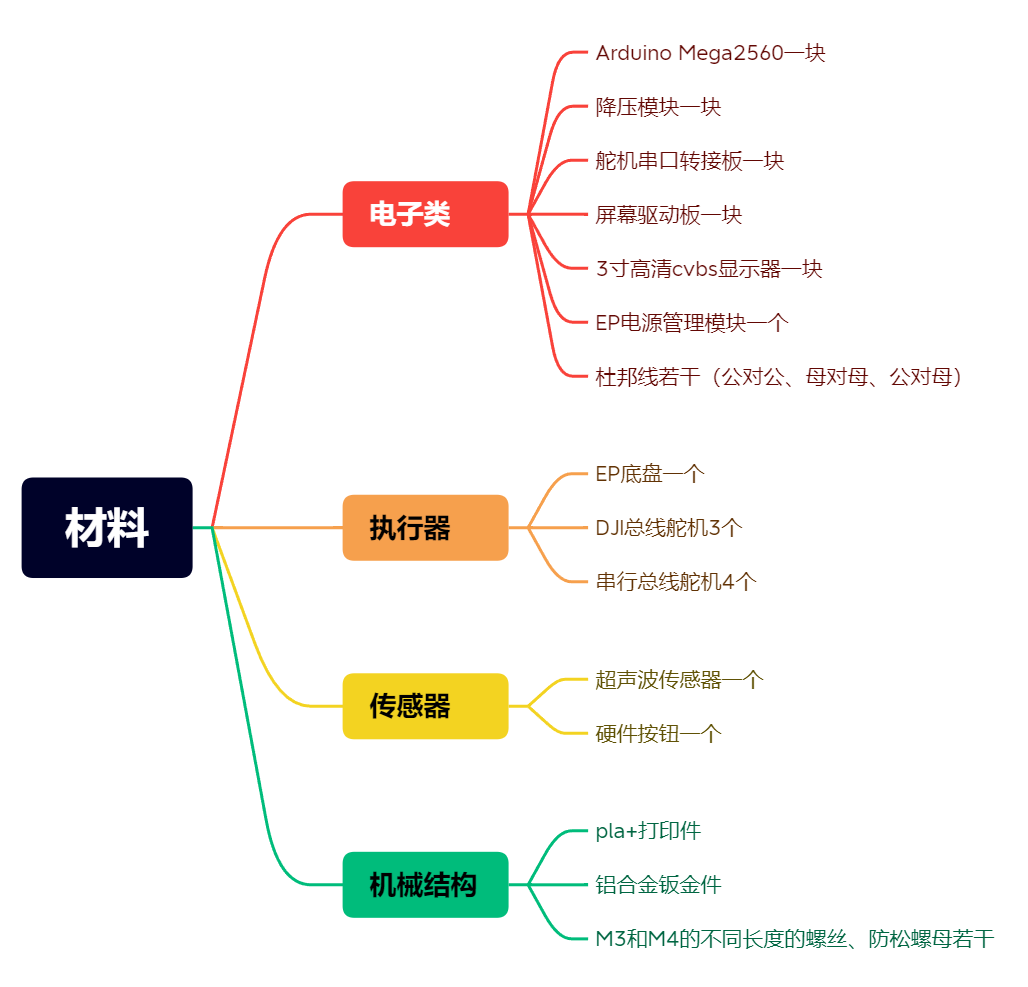 材料
电子类
Arduino Mega2560一块
降压模块一块
舵机串口转接板一块
屏幕驱动板一块
3寸高清cvbs显示器一块
EP电源管理模块一个
杜邦线若干（公对公、母对母、公对母）
执行器
EP底盘一个
DJI总线舵机3个
串行总线舵机4个
传感器
超声波传感器一个
硬件按钮一个
机械结构
pla+打印件
铝合金钣金件
M3和M4的不同长度的螺丝、防松螺母若干